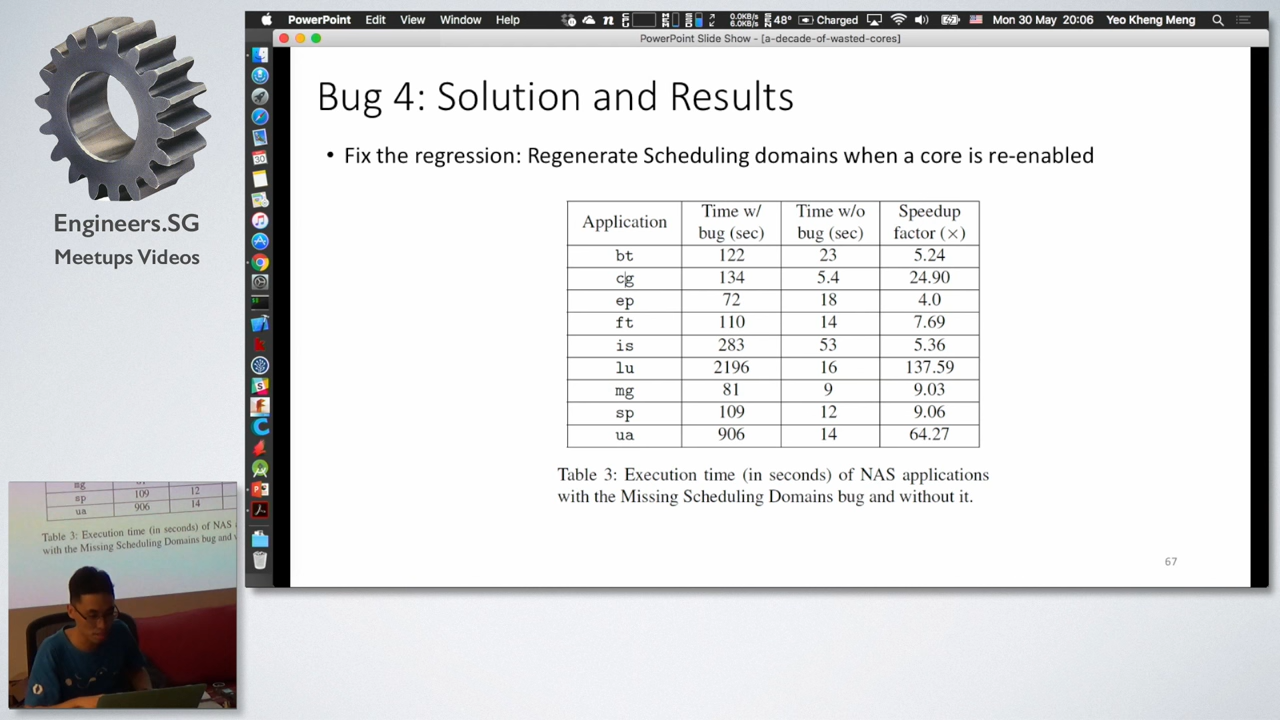 PowerPoint Edit View Window Help 0.0KB/s 6.0KB/s 48° Charged Mon 30 May 20:06 Yeo Kheng Meng
PowerPoint Slide Show - [a-decade-of-wasted-cores]
Engineers.SG
Meetups Videos
Bug 4: Solution and Results
• Fix the regression: Regenerate Scheduling domains when a core is re-enabled
Application Time w/ bug (sec) Time w/o bug (sec) Speedup factor (×)
bt 122 23 5.24
cg 134 5.4 24.90
ep 72 18 4.0
ft 110 14 7.69
is 283 53 5.36
lu 2196 16 137.59
mg 81 9 9.03
sp 109 12 9.06
ua 906 14 64.27
Table 3: Execution time (in seconds) of NAS applications
with the Missing Scheduling Domains bug and without it.
67
mg
sp 109 12
ua 906 14
Table 3: Execution time (in seconds) of NAS
with the Missing Scheduling Domains bug and